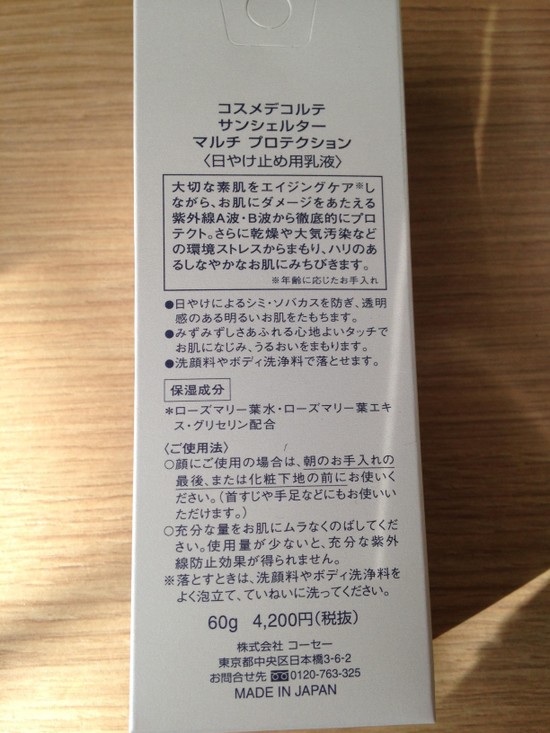 コスメデコルテ
サンシェルター
マルチ プロテクション
〈日やけ止め用乳液〉
大切な素肌をエイジングケア※し
ながら、お肌にダメージをあたえる
紫外線A波・B波から徹底的にプロ
テクト。さらに乾燥や大気汚染など
の環境ストレスからまもり、ハリのあ
るしなやかなお肌にみちびきます。
※年齢に応じたお手入れ
●日やけによるシミ・ソバカスを防ぎ、透明
感のある明るいお肌をたもちます。
●みずみずしさあふれる心地よいタッチで
お肌になじみ、うるおいをまもります。
●洗顔料やボディ洗浄料で落とせます。
保湿成分
*ローズマリー葉水・ローズマリー葉エキ
ス・グリセリン配合
〈ご使用法〉
○顔にご使用の場合は、朝のお手入れの
最後、または化粧下地の前にお使いく
ださい。（首すじや手足などにもお使いい
ただけます。）
○充分な量をお肌にムラなくのばしてくだ
さい。使用量が少ないと、充分な紫外
線防止効果が得られません。
※落とすときは、洗顔料やボディ洗浄料を
よく泡立て、ていねいに洗ってください。
60g 4,200円(税抜)
株式会社 コーセー
東京都中央区日本橋3-6-2
お問合せ先 0120-763-325
MADE IN JAPAN